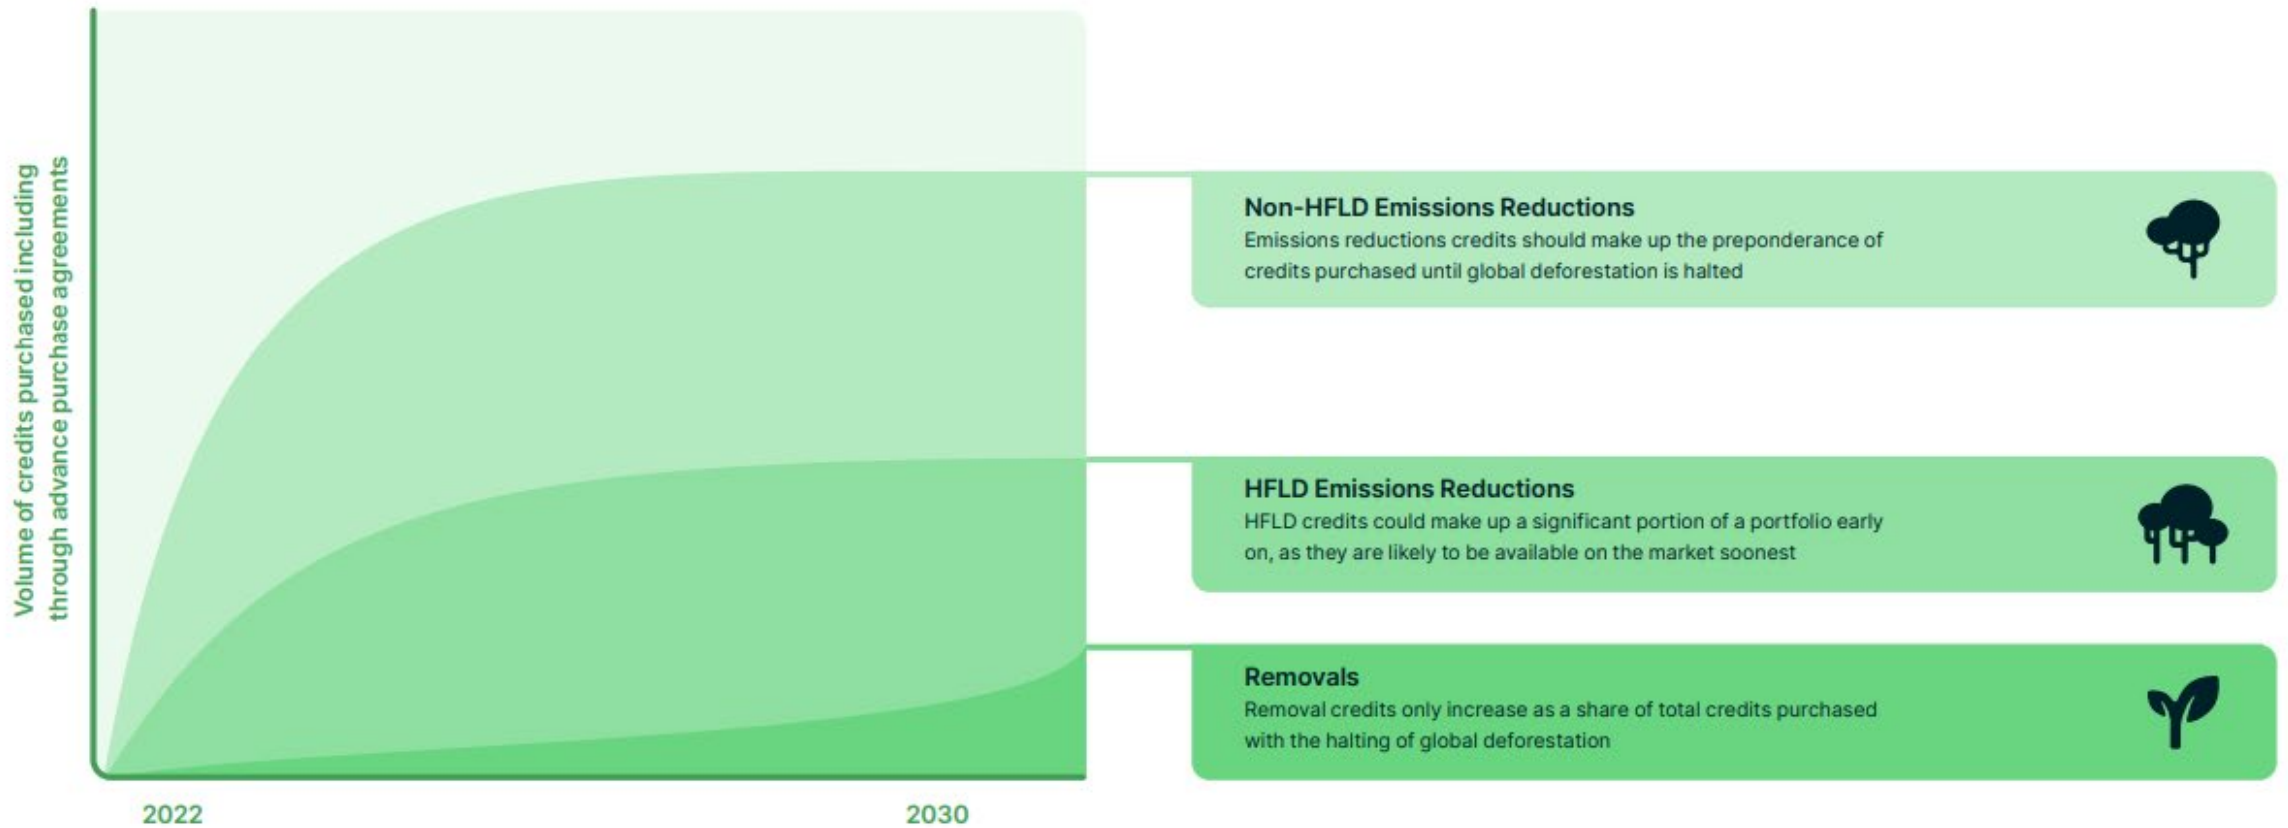 Volume of credits purchased including
through advance purchase agreements
Non-HFLD Emissions Reductions
Emissions reductions credits should make up the preponderance of
credits purchased until global deforestation is halted
HFLD Emissions Reductions
HFLD credits could make up a significant portion of a portfolio early
on, as they are likely to be available on the market soonest
Removals
Removal credits only increase as a share of total credits purchased
with the halting of global deforestation
2022
2030